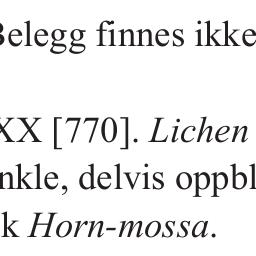 Belegg finnes ikke
XX [770]. Lichen
nkle, delvis oppbl
k Horn-mossa.